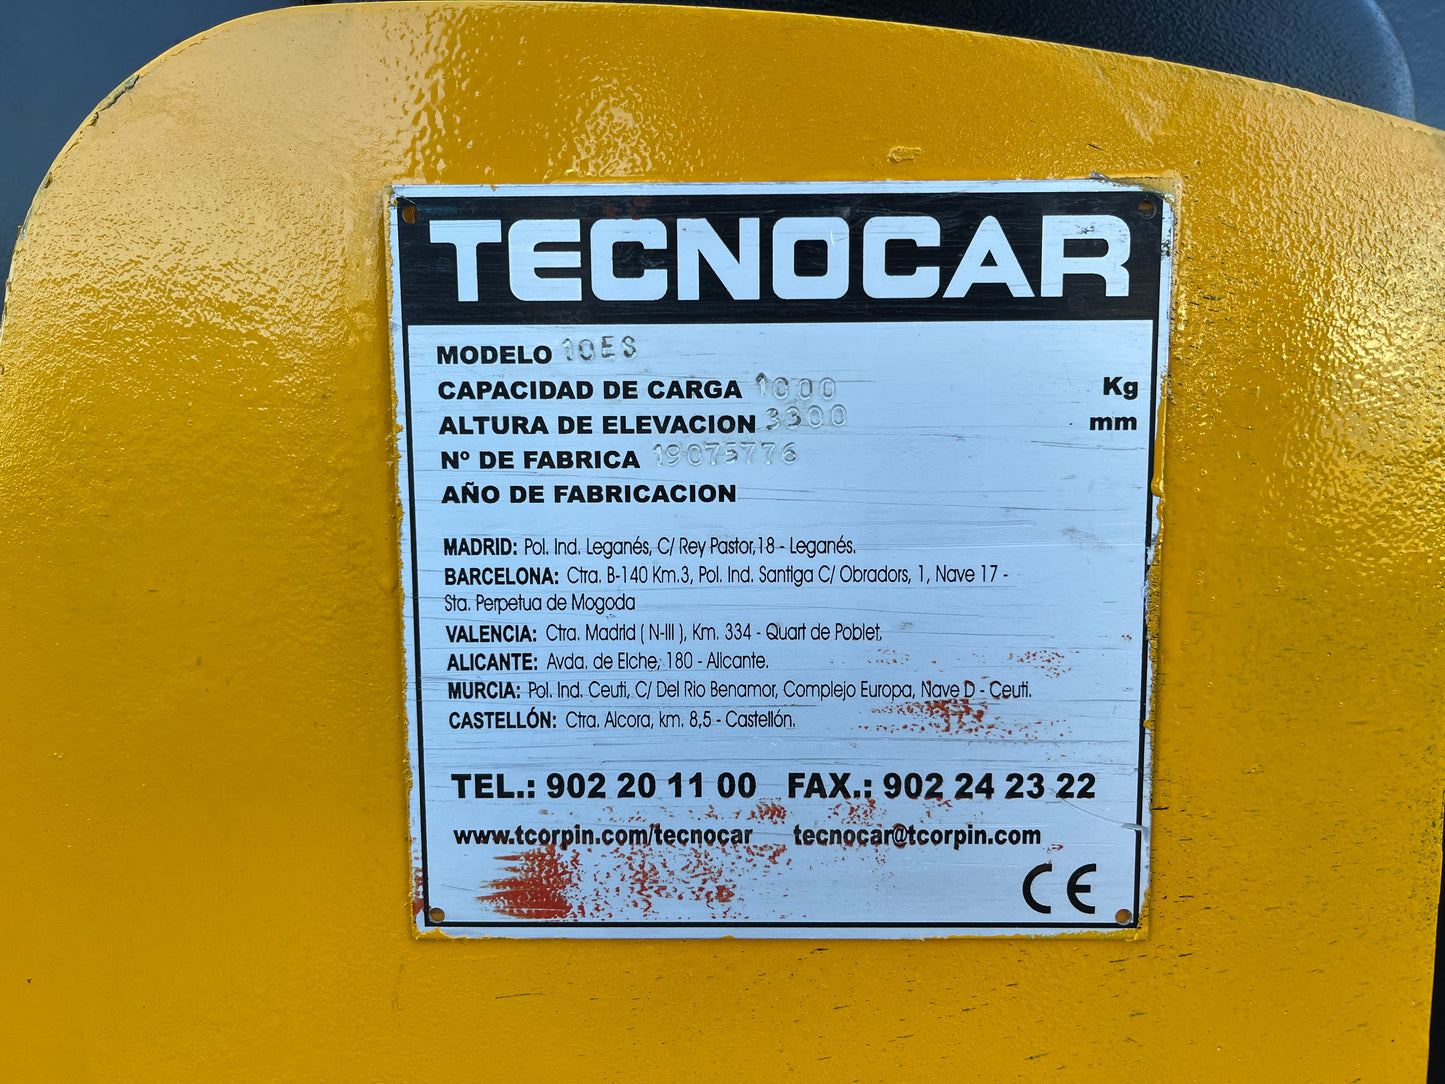 TECNOCAR
MODELO 10ES
CAPACIDAD DE CARGA 1000 Kg
ALTURA DE ELEVACION 3300 mm
Nº DE FABRICA 19075776
AÑO DE FABRICACION
MADRID: Pol. Ind. Leganés, C/ Rey Pastor,18 - Leganés.
BARCELONA: Ctra. B-140 Km.3, Pol. Ind. Santiga C/ Obradors, 1, Nave 17 -
Sta. Perpetua de Mogoda
VALENCIA: Ctra. Madrid ( N-III ), Km. 334 - Quart de Poblet,
ALICANTE: Avda. de Elche, 180 - Alicante.
MURCIA: Pol. Ind. Ceuti, C/ Del Rio Benamor, Complejo Europa, Nave D - Ceuti.
CASTELLÓN: Ctra. Alcora, km. 8,5 - Castellón.
TEL.: 902 20 11 00 FAX.: 902 24 23 22
www.tcorpin.com/tecnocar tecnocar@tcorpin.com
CE